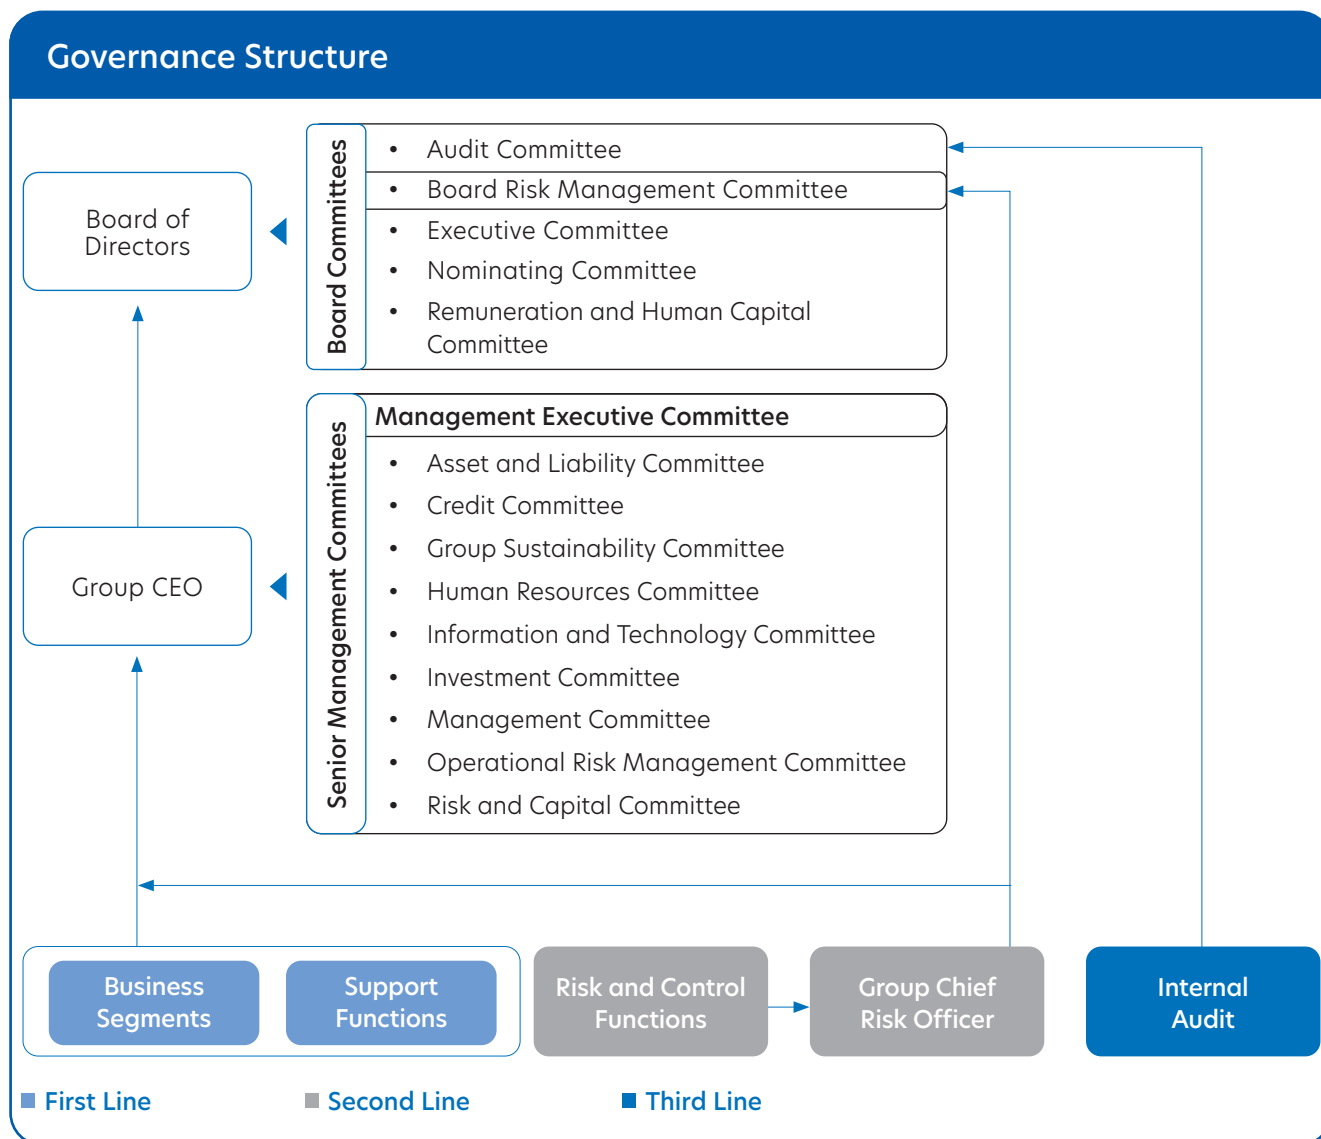 Governance Structure
Board of
Directors
Board Committees
• Audit Committee
• Board Risk Management Committee
• Executive Committee
• Nominating Committee
• Remuneration and Human Capital
Committee
Group CEO
Senior Management Committees
Management Executive Committee
• Asset and Liability Committee
• Credit Committee
• Group Sustainability Committee
• Human Resources Committee
• Information and Technology Committee
• Investment Committee
• Management Committee
• Operational Risk Management Committee
• Risk and Capital Committee
Business
Segments
Support
Functions
Risk and Control
Functions
Group Chief
Risk Officer
Internal
Audit
First Line
Second Line
Third Line